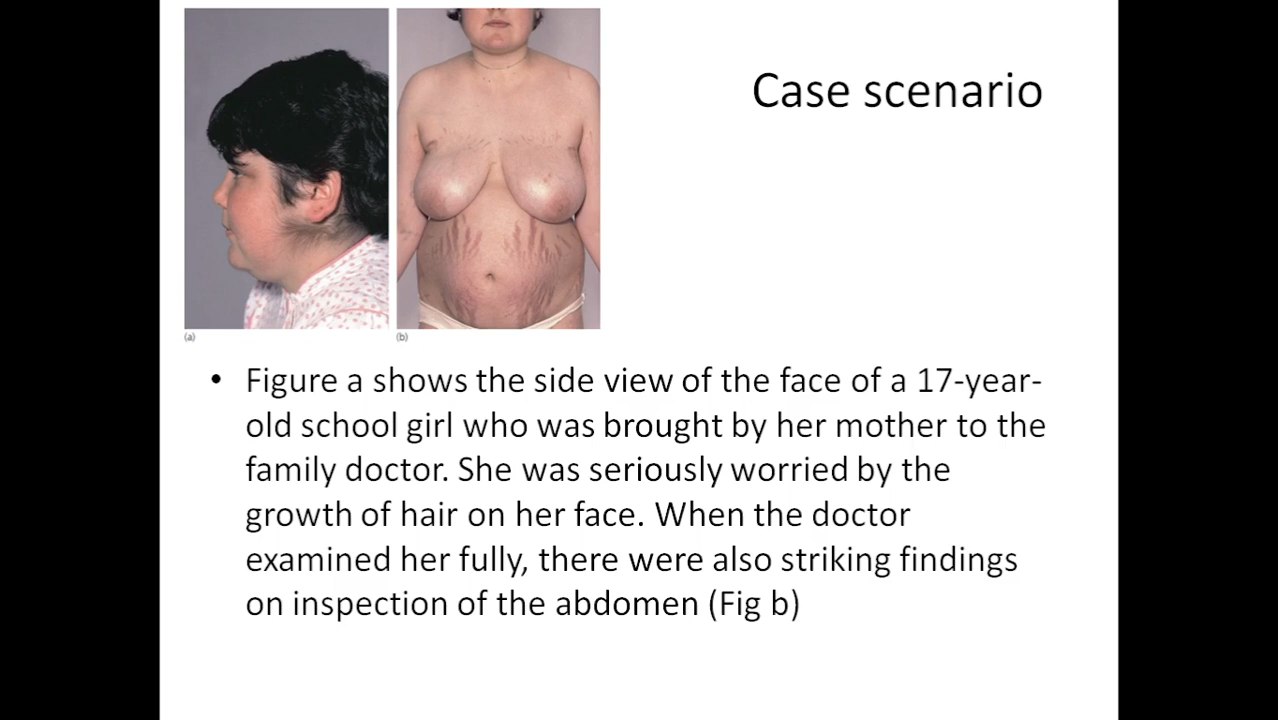 Case scenario
(a)
(b)
• Figure a shows the side view of the face of a 17-year-
old school girl who was brought by her mother to the
family doctor. She was seriously worried by the
growth of hair on her face. When the doctor
examined her fully, there were also striking findings
on inspection of the abdomen (Fig b)